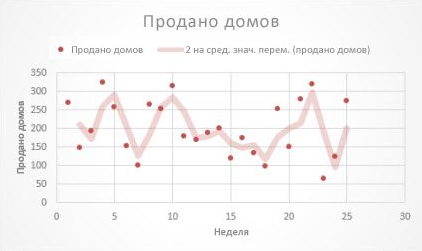 Продано домов
Продано домов
2 на сред. знач. перем. (продано домов)
350
300
250
200
150
100
50
0
Продано домов
0 5 10 15 20 25 30
Неделя